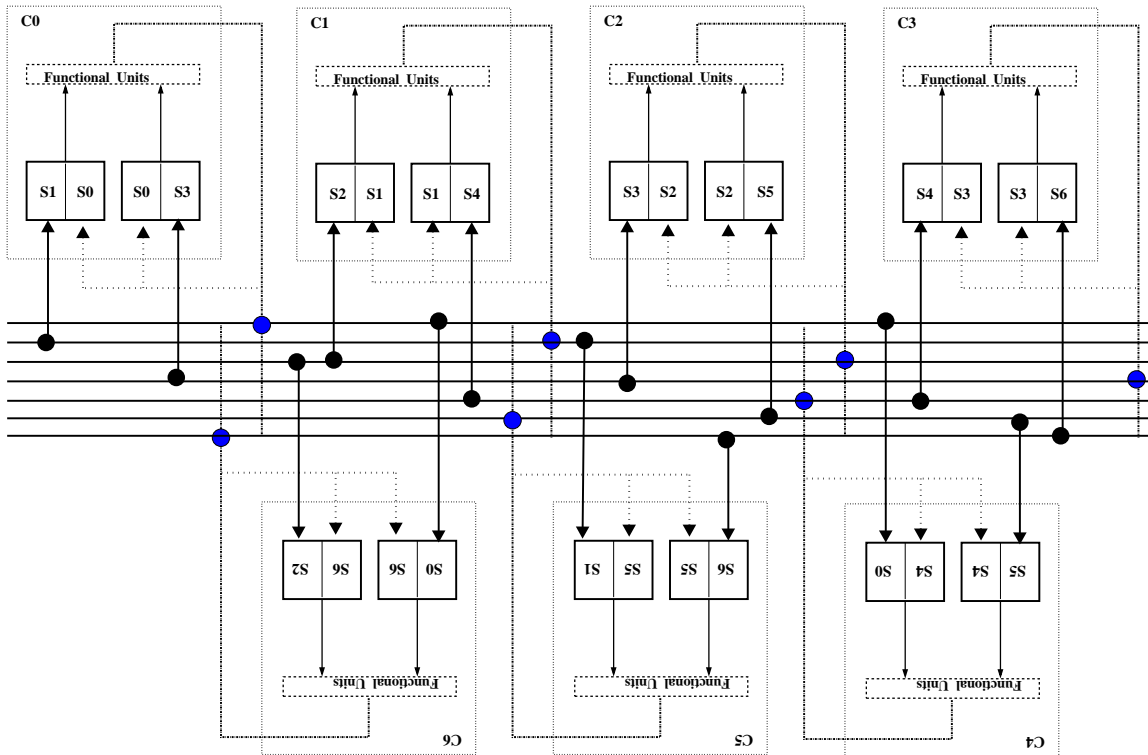 C0
C1
C2
C3
Functional Units
Functional Units
Functional Units
Functional Units
S1 S0 S0 S3
S2 S1 S1 S4
S3 S2 S2 S5
S4 S3 S3 S6
S2 S6 S6 S0
S1 S5 S5 S6
S0 S4 S4 S5
Functional Units
Functional Units
Functional Units
C6
C5
C4